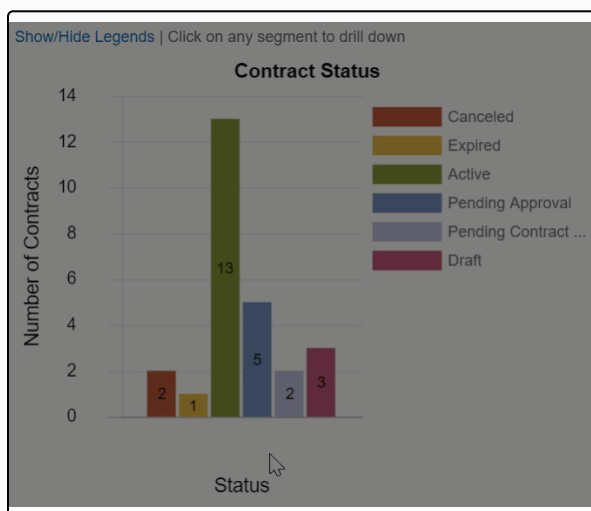 Show/Hide Legends | Click on any segment to drill down
Contract Status
14
12
10
8
6
4
2
0
Number of Contracts
2
1
13
5
2
3
Status
Canceled
Expired
Active
Pending Approval
Pending Contract ...
Draft